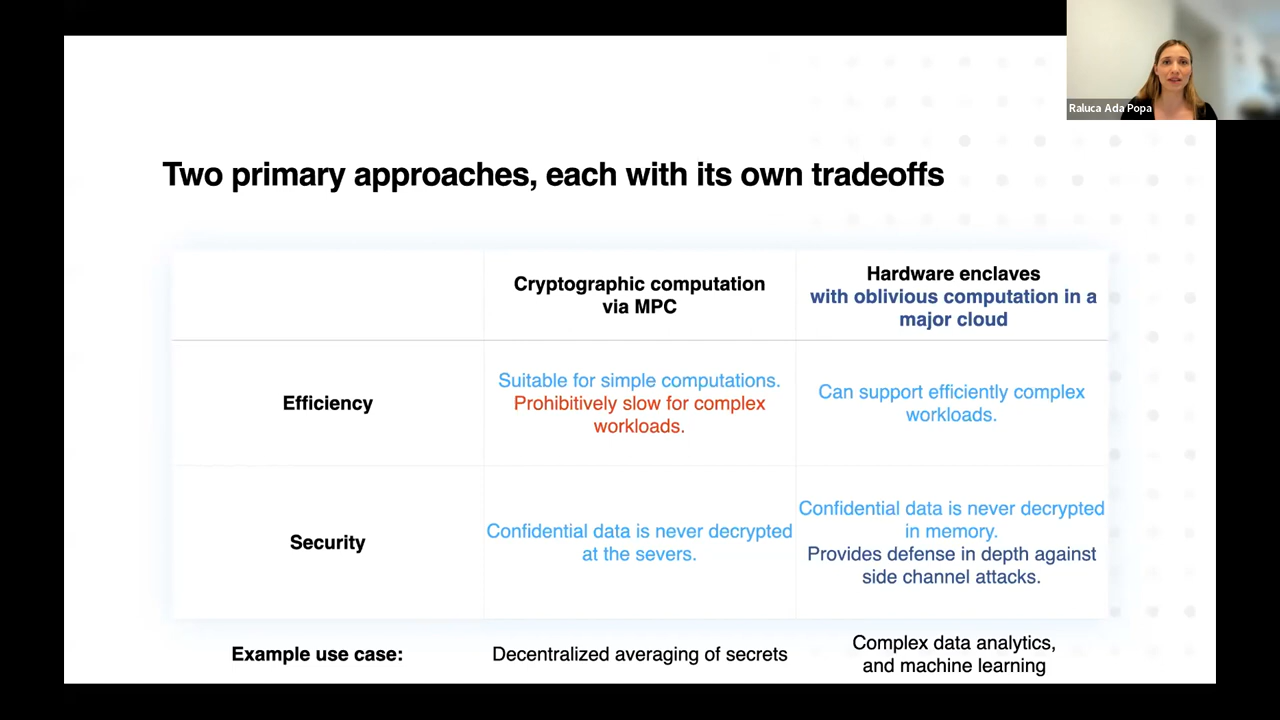 Raluca Ada Popa
Two primary approaches, each with its own tradeoffs
Cryptographic computation
via MPC
Hardware enclaves
with oblivious computation in a
major cloud
Efficiency
Suitable for simple computations.
Prohibitively slow for complex
workloads.
Can support efficiently complex
workloads.
Security
Confidential data is never decrypted
at the severs.
Confidential data is never decrypted
in memory.
Provides defense in depth against
side channel attacks.
Example use case:
Decentralized averaging of secrets
Complex data analytics,
and machine learning